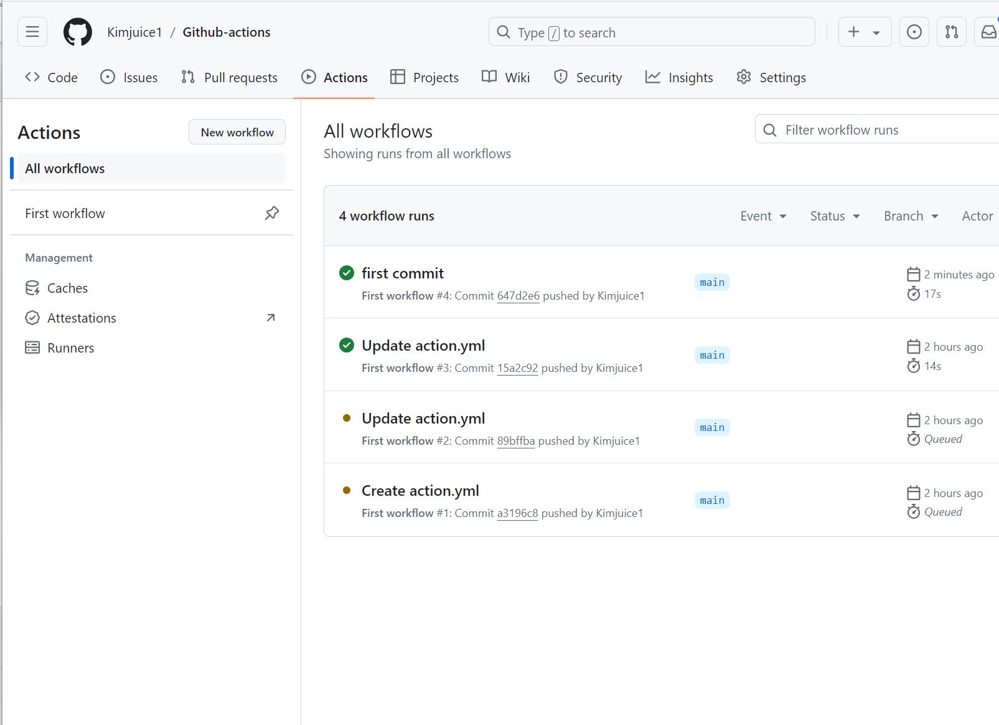 Kimjuice1 / Github-actions
Type / to search
Code Issues Pull requests Actions Projects Wiki Security Insights Settings
Actions
New workflow
All workflows
First workflow
Management
Caches
Attestations
Runners
All workflows
Showing runs from all workflows
Filter workflow runs
4 workflow runs
Event Status Branch Actor
first commit
First workflow #4: Commit 647d2e6 pushed by Kimjuice1
main
2 minutes ago
17s
Update action.yml
First workflow #3: Commit 15a2c92 pushed by Kimjuice1
main
2 hours ago
14s
Update action.yml
First workflow #2: Commit 89bffba pushed by Kimjuice1
main
2 hours ago
Queued
Create action.yml
First workflow #1: Commit a3196c8 pushed by Kimjuice1
main
2 hours ago
Queued